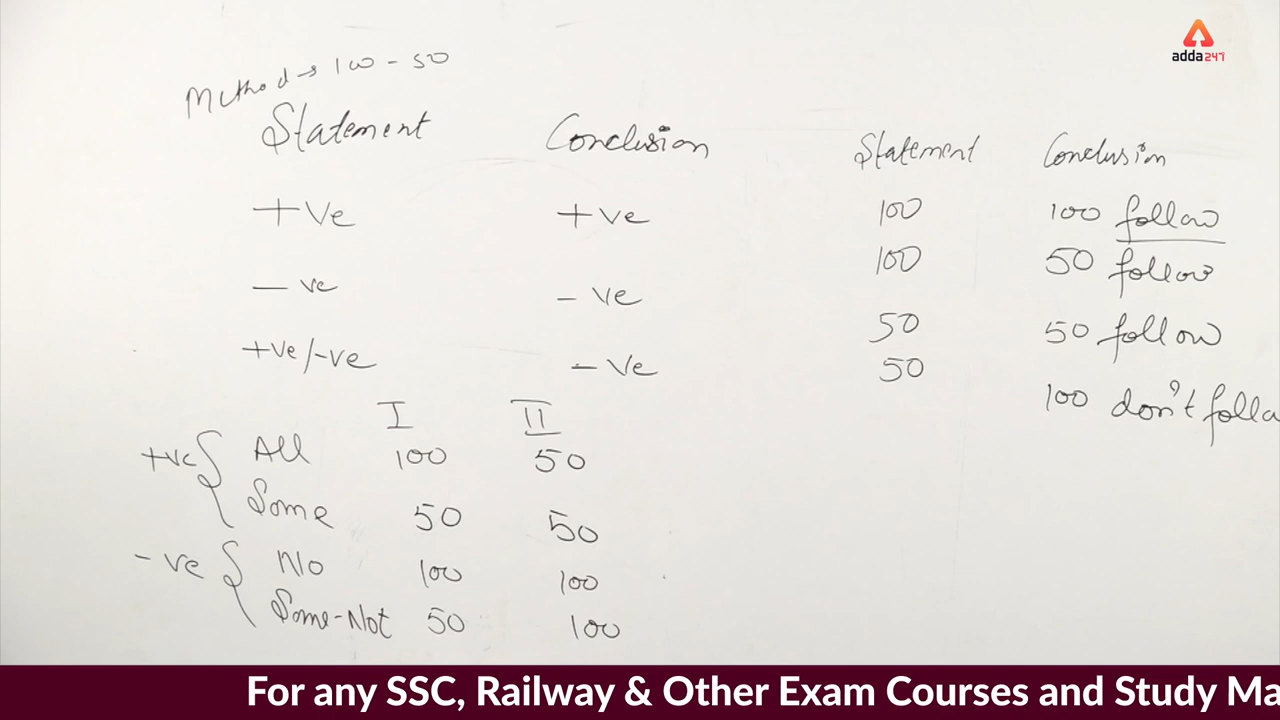 adda247
Method → 100 - 50
Statement Conclusion
+ve +ve
- ve - ve
+ve/-ve - ve
I II
+ve All 100 50
Some 50 50
- ve No 100 100
Some-Not 50 100
Statement Conclusion
100 100 follow
100 50 follow
50 50 follow
50
100 don't follo
For any SSC, Railway & Other Exam Courses and Study Ma